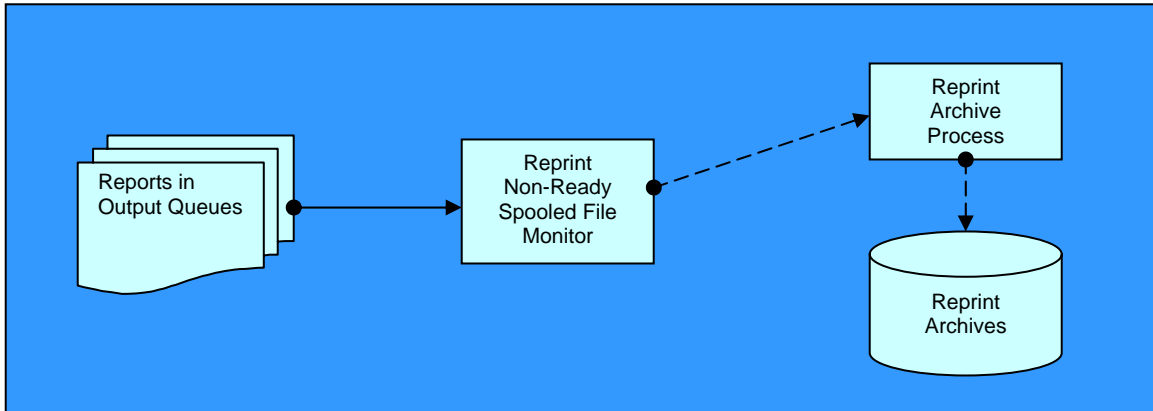 Reports in
Output Queues
Reprint
Non-Ready
Spooled File
Monitor
Reprint
Archive
Process
Reprint
Archives